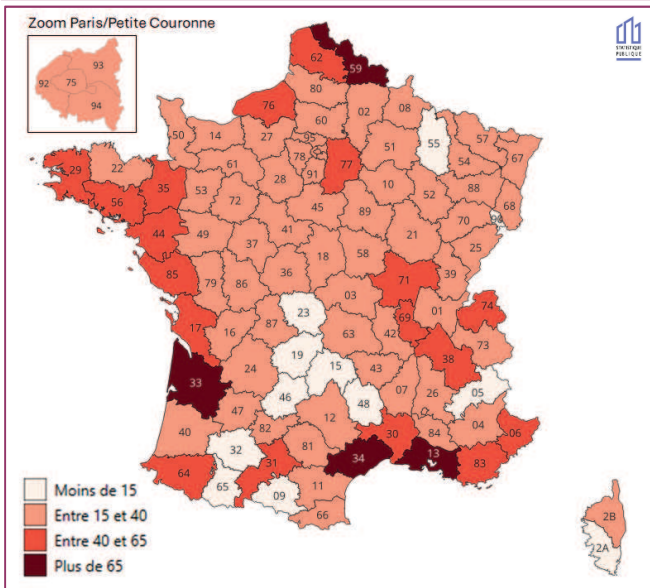 Zoom Paris/Petite Couronne
STATISTIQUE
PUBLIQUE
93
92 75
94
62
59
80
76
02 08
60
50 14 27 95
57
78
51 55
67
77
54
61 91
29 22
35
28 10 88
53
52
56 72 68
45
89 70 90
44 49 41
37 21 25
18 58
85 36
79 86 71 39
03
23 74
17 01
16 87 69
63 42
73
19 38
24 15
43
33
46 07 26 05
48
47
12
82 04
40 30 84 06
81
32
34 13
31 83
64
65 11
09
66
2B
2A
Moins de 15
Entre 15 et 40
Entre 40 et 65
Plus de 65